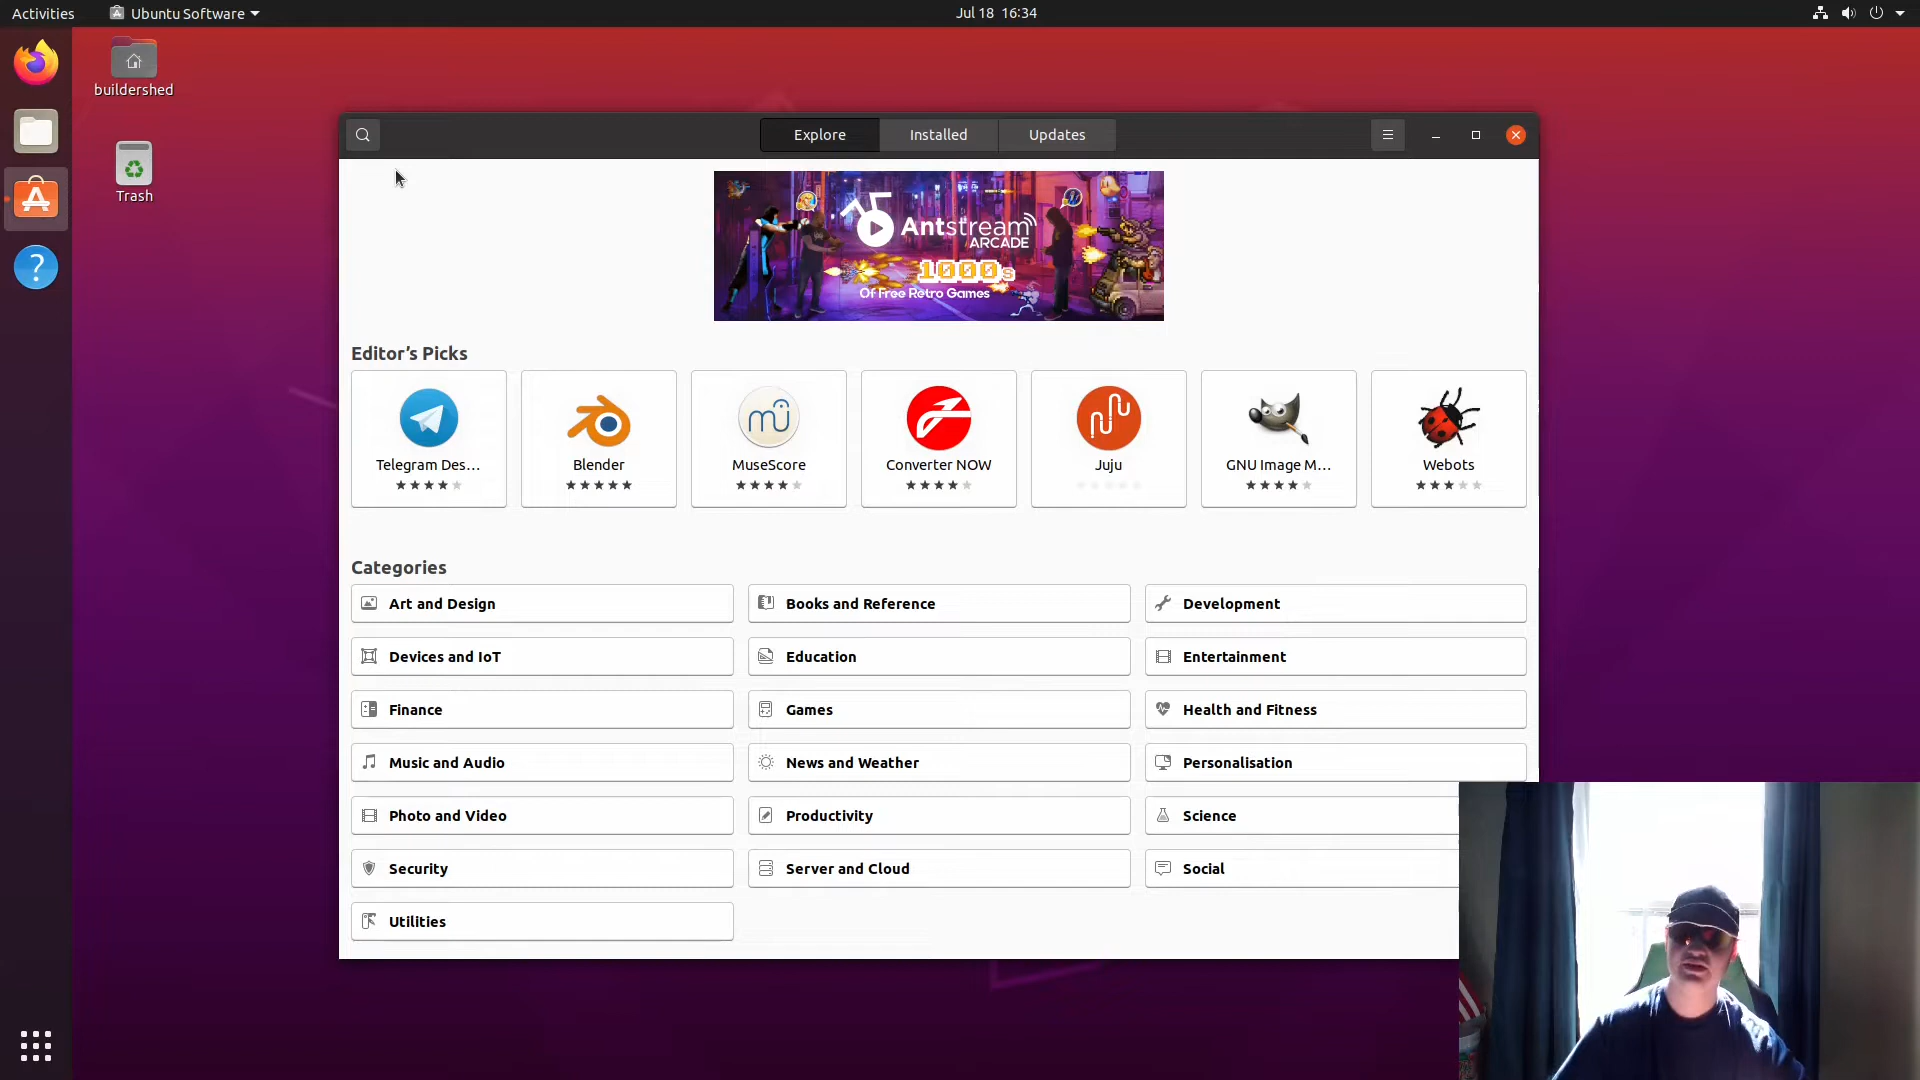 Activities
Ubuntu Software
Jul 18 16:34
buildershed
Trash
Explore
Installed
Updates
Antstream
ARCADE
1000s
Of Free Retro Games
Editor’s Picks
Telegram Des…
Blender
MuseScore
Converter NOW
Juju
GNU Image M…
Webots
Categories
Art and Design
Books and Reference
Development
Devices and IoT
Education
Entertainment
Finance
Games
Health and Fitness
Music and Audio
News and Weather
Personalisation
Photo and Video
Productivity
Science
Security
Server and Cloud
Social
Utilities